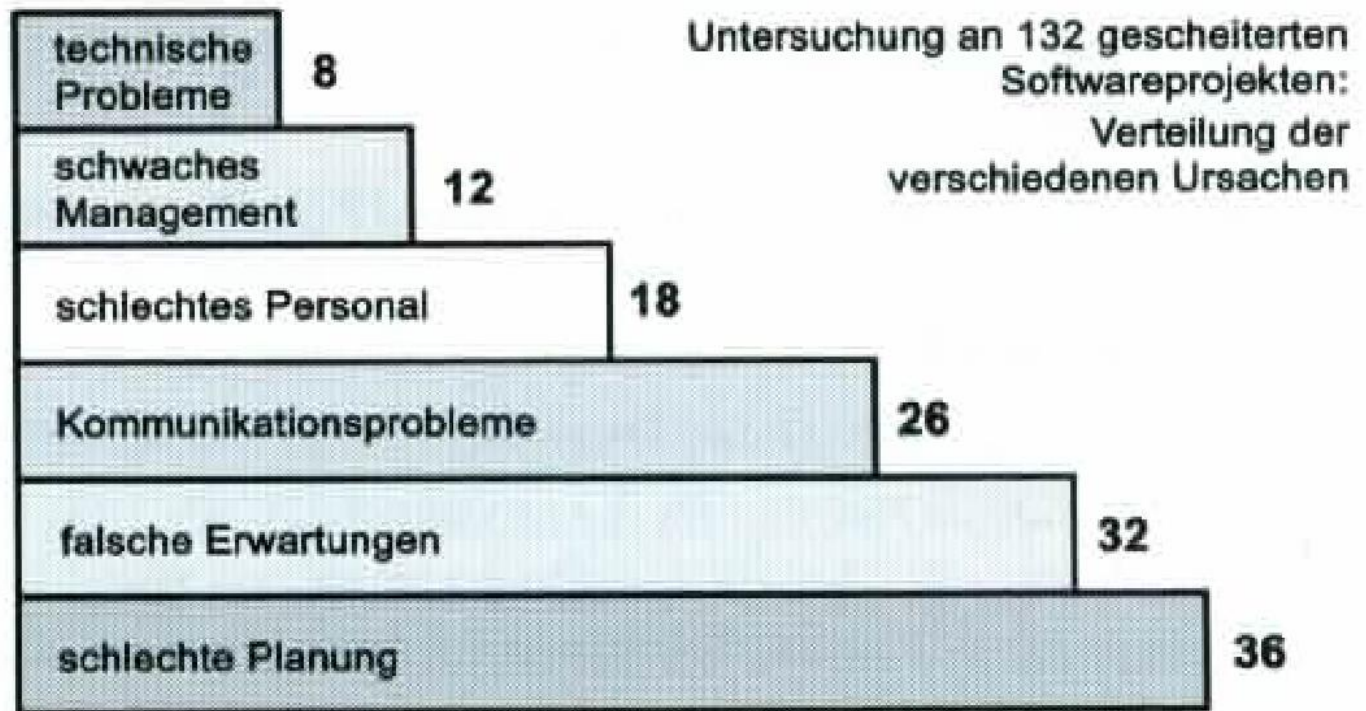 technische
Probleme
8
Untersuchung an 132 gescheiterten
Softwareprojekten:
Verteilung der
verschiedenen Ursachen
schwaches
Management
12
schlechtes Personal
18
Kommunikationsprobleme
26
falsche Erwartungen
32
schlechte Planung
36